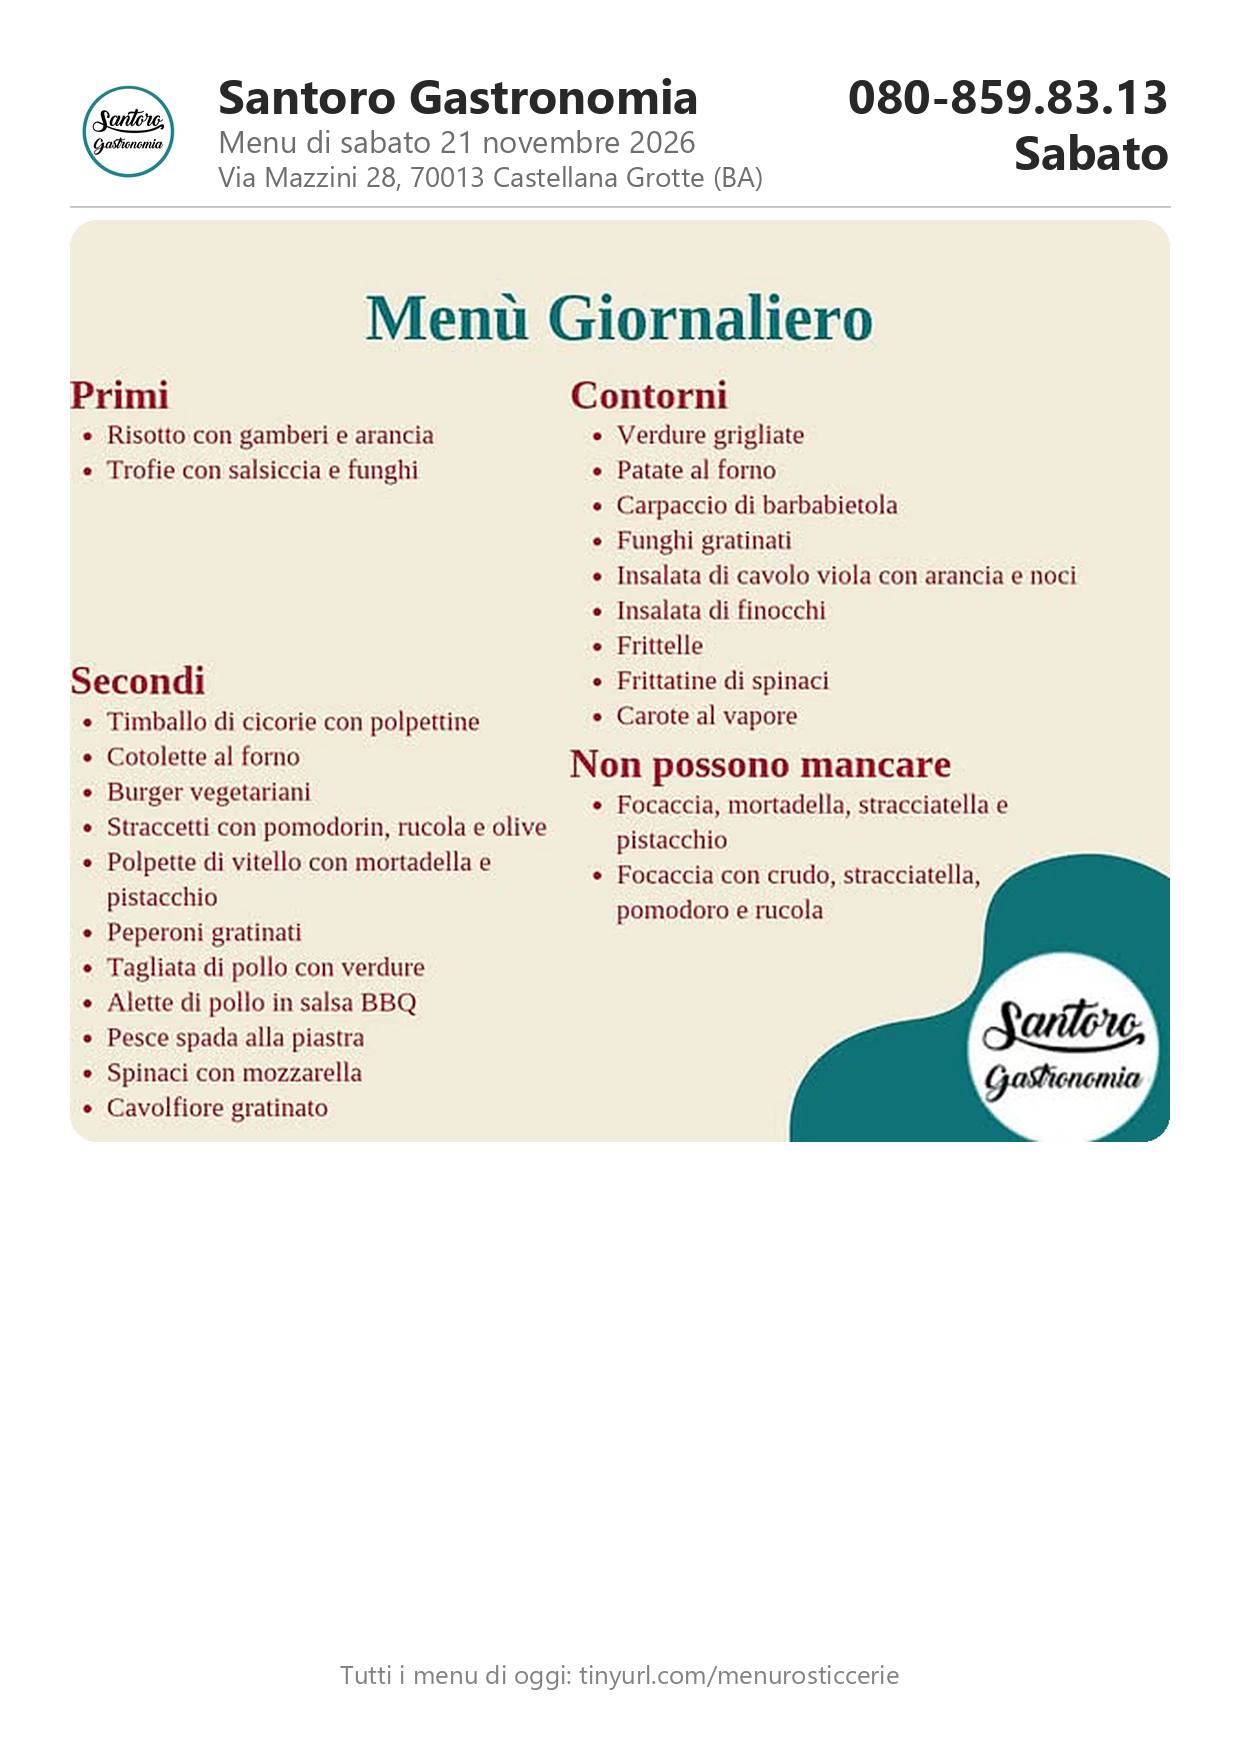 Santoro
Gastronomia
Santoro Gastronomia
Menu di sabato 21 novembre 2026
Via Mazzini 28, 70013 Castellana Grotte (BA)
080-859.83.13
Sabato
Menù Giornaliero
Primi
• Risotto con gamberi e arancia
• Trofie con salsiccia e funghi
Secondi
• Timballo di cicorie con polpettine
• Cotolette al forno
• Burger vegetariani
• Straccetti con pomodorin, rucola e olive
• Polpette di vitello con mortadella e
pistacchio
• Peperoni gratinati
• Tagliata di pollo con verdure
• Alette di pollo in salsa BBQ
• Pesce spada alla piastra
• Spinaci con mozzarella
• Cavolfiore gratinato
Contorni
• Verdure grigliate
• Patate al forno
• Carpaccio di barbabietola
• Funghi gratinati
• Insalata di cavolo viola con arancia e noci
• Insalata di finocchi
• Frittelle
• Frittatine di spinaci
• Carote al vapore
Non possono mancare
• Focaccia, mortadella, stracciatella e
pistacchio
• Focaccia con crudo, stracciatella,
pomodoro e rucola
Santoro
Gastronomia
Tutti i menu di oggi: tinyurl.com/menurosticcerie